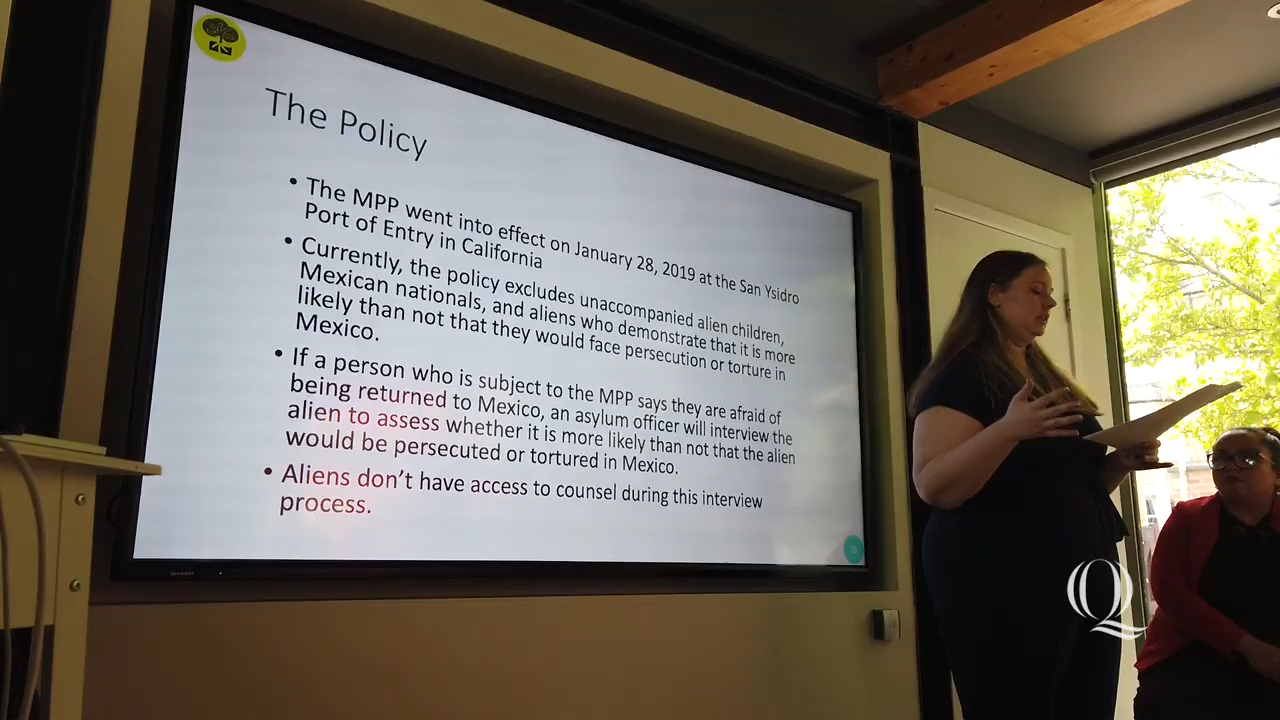 The Policy
• The MPP went into effect on January 28, 2019 at the San Ysidro
Port of Entry in California
• Currently, the policy excludes unaccompanied alien children,
Mexican nationals, and aliens who demonstrate that it is more
likely than not that they would face persecution or torture in
Mexico.
• If a person who is subject to the MPP says they are afraid of
being returned to Mexico, an asylum officer will interview the
alien to assess whether it is more likely than not that the alien
would be persecuted or tortured in Mexico.
• Aliens don't have access to counsel during this interview
process.
SHARP
Q